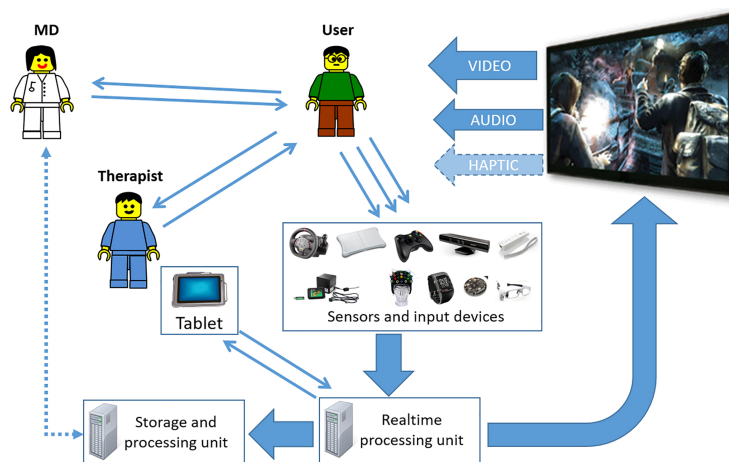 MD
User
VIDEO
AUDIO
HAPTIC
Therapist
Tablet
Sensors and input devices
Storage and
processing unit
Realtime
processing unit